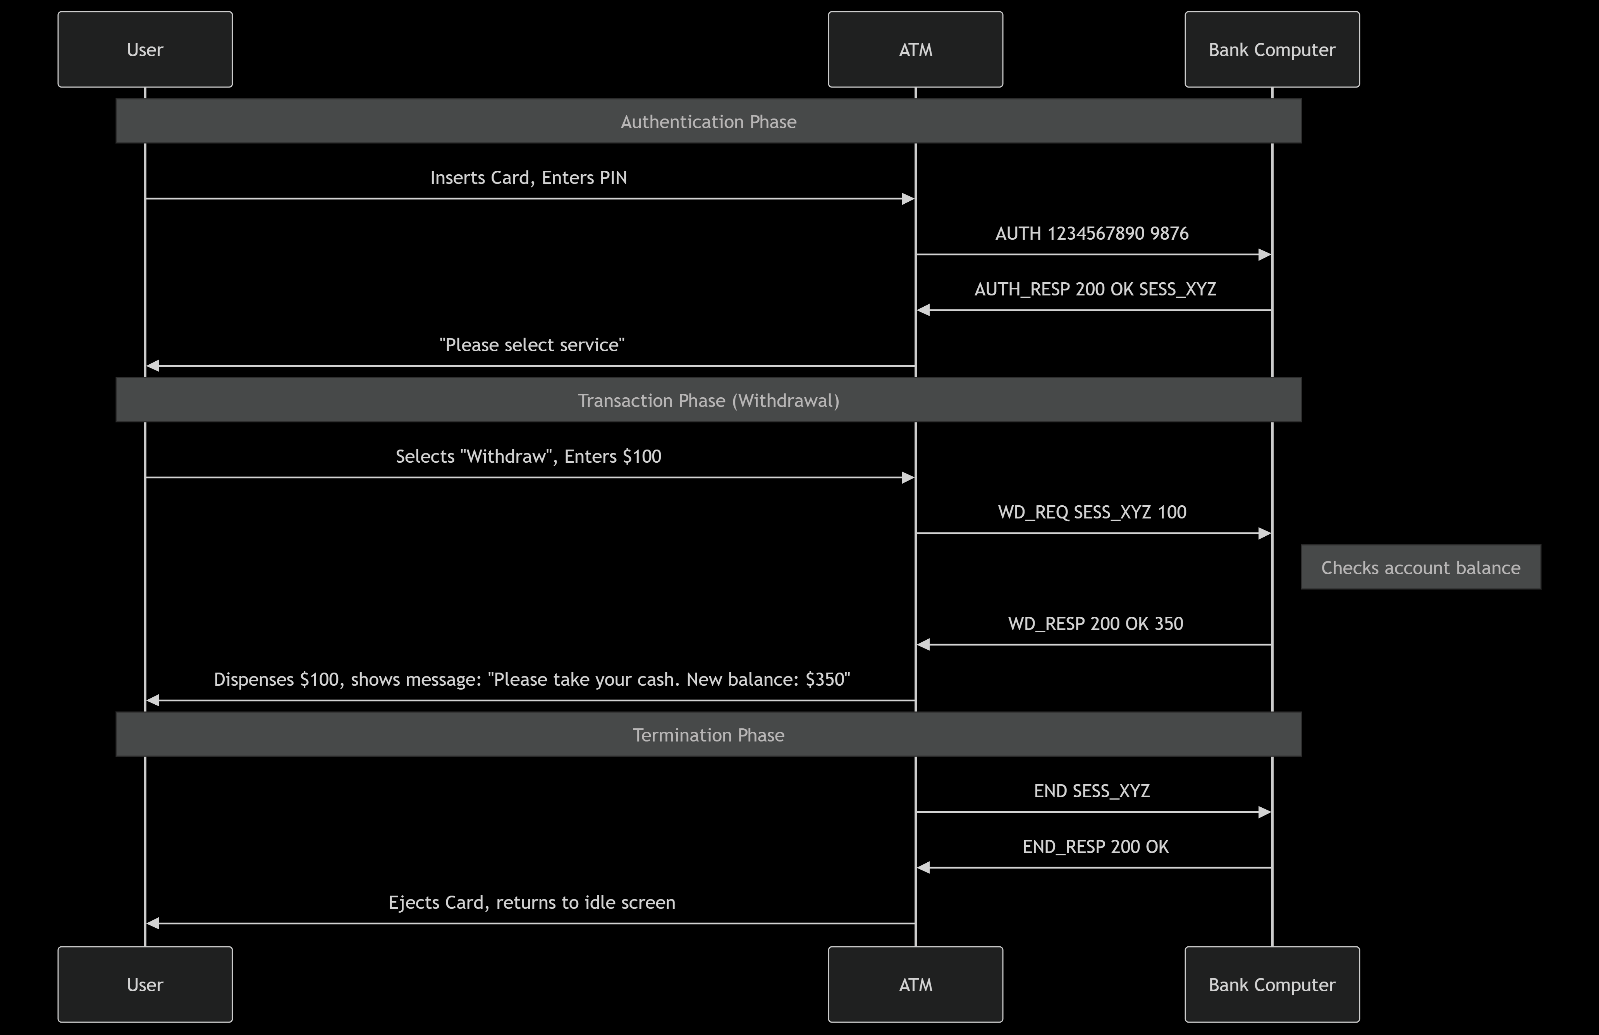 User
ATM
Bank Computer
Authentication Phase
Inserts Card, Enters PIN
AUTH 1234567890 9876
AUTH_RESP 200 OK SESS_XYZ
"Please select service"
Transaction Phase (Withdrawal)
Selects "Withdraw", Enters $100
WD_REQ SESS_XYZ 100
Checks account balance
WD_RESP 200 OK 350
Dispenses $100, shows message: "Please take your cash. New balance: $350"
Termination Phase
END SESS_XYZ
END_RESP 200 OK
Ejects Card, returns to idle screen
User
ATM
Bank Computer